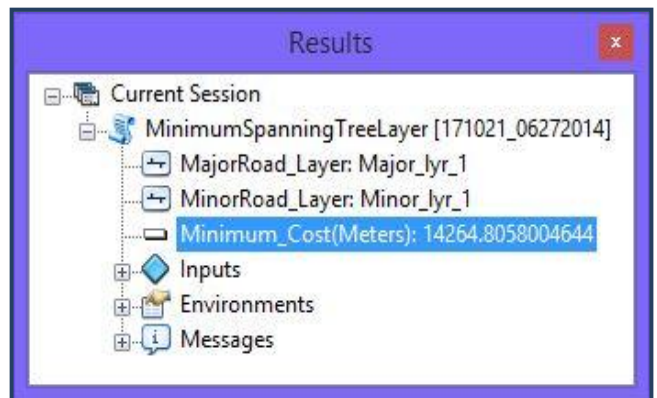 Results
x
Current Session
MinimumSpanningTreeLayer [171021_06272014]
MajorRoad_Layer: Major_lyr_1
MinorRoad_Layer: Minor_lyr_1
Minimum_Cost(Meters): 14264.8058004644
Inputs
Environments
Messages